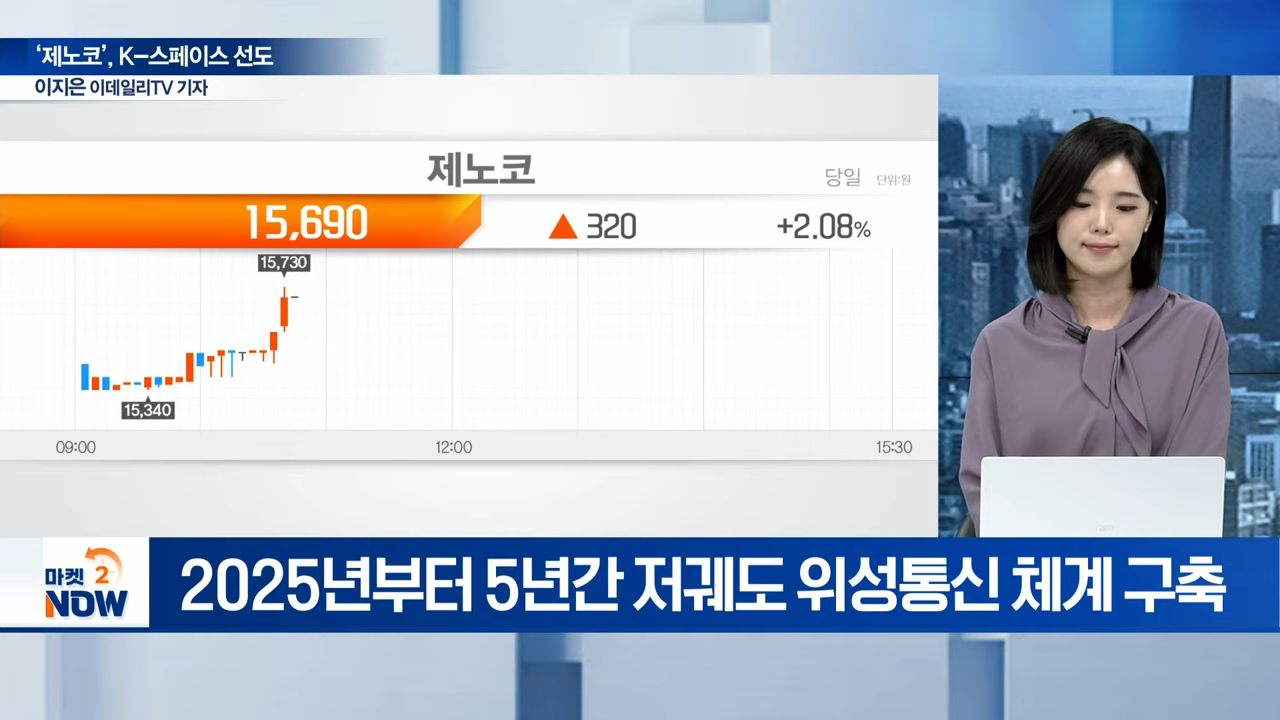 ‘제노코’, K-스페이스 선도
이지은 이데일리TV 기자
제노코
당일 단위:원
15,690 ▲ 320 +2.08%
15,730
15,340
09:00 12:00 15:30
마켓 2
NOW
2025년부터 5년간 저궤도 위성통신 체계 구축